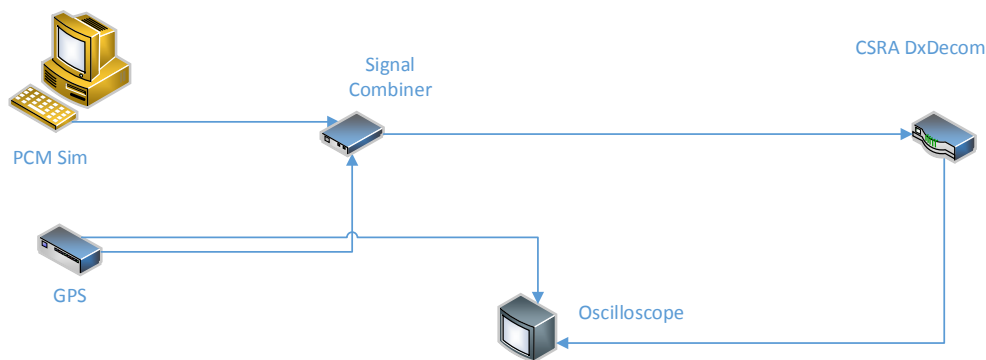 CSRA DxDecom
Signal
Combiner
PCM Sim
GPS
Oscilloscope